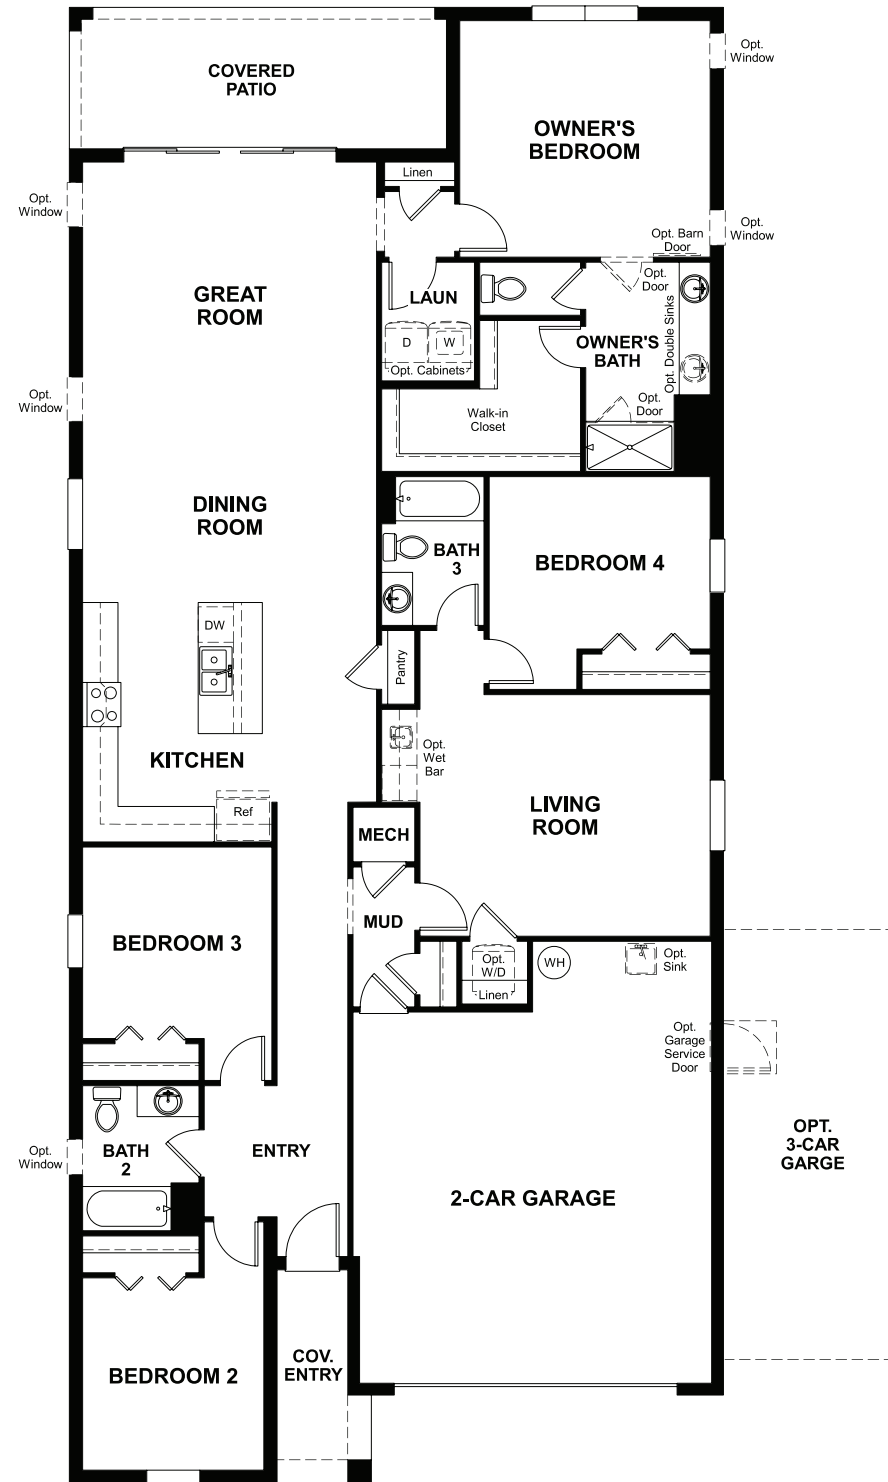 COVERED
PATIO
OWNER'S
BEDROOM
Opt.
Window
Linen
Opt.
Window
Opt. Barn
Door
Opt.
Window
GREAT
ROOM
LAUN
D
W
Opt. Cabinets
Opt.
Door
OWNER'S
BATH
Opt. Double Sinks
Opt.
Door
Walk-in
Closet
Opt.
Window
DINING
ROOM
BATH
3
BEDROOM 4
DW
Pantry
KITCHEN
Ref
Opt.
Wet
Bar
LIVING
ROOM
MECH
MUD
BEDROOM 3
Opt.
W/D
Linen
WH
Opt.
Sink
Opt.
Garage
Service
Door
OPT.
3-CAR
GARGE
Opt.
Window
BATH
2
ENTRY
2-CAR GARAGE
COV.
ENTRY
BEDROOM 2